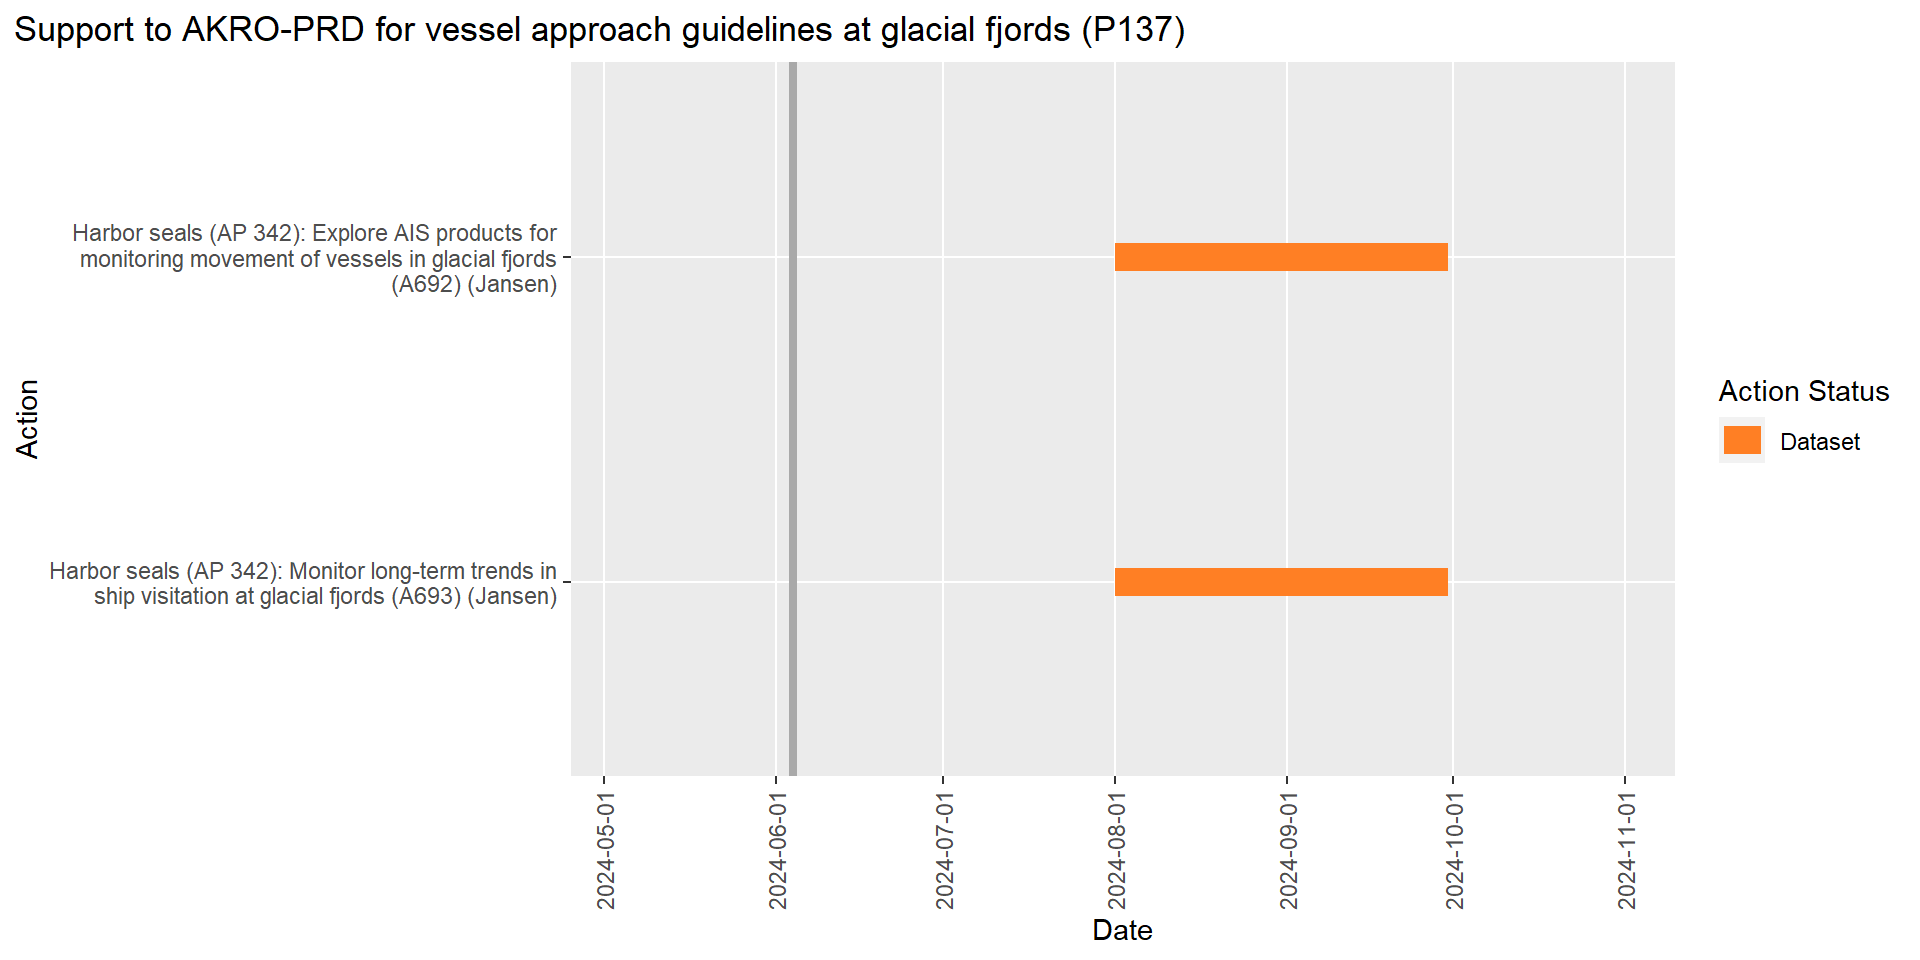 Support to AKRO-PRD for vessel approach guidelines at glacial fjords (P137)
Action
Harbor seals (AP 342): Explore AIS products for
monitoring movement of vessels in glacial fjords
(A692) (Jansen)
Harbor seals (AP 342): Monitor long-term trends in
ship visitation at glacial fjords (A693) (Jansen)
2024-05-01
2024-06-01
2024-07-01
2024-08-01
2024-09-01
2024-10-01
2024-11-01
Date
Action Status
Dataset